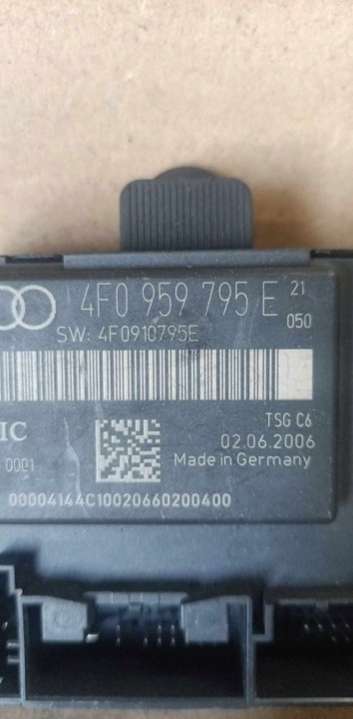 4F0 959 795 E 21
050
SW: 4F0910795E
TSG C6
IC
02.06.2006
0001
Made in Germany
00004144C10020660200400